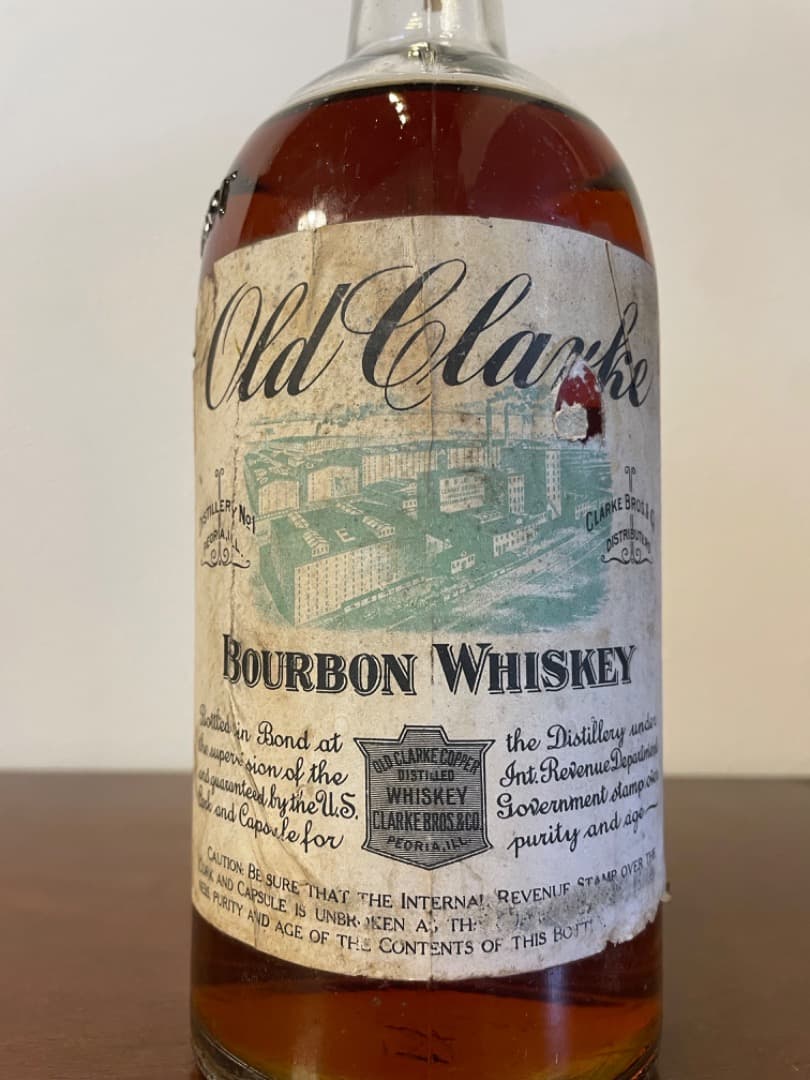 Old Clarke
DISTILLERY No 1
PEORIA, ILL.
CLARKE BROS. & Co
DISTRIBUTERS
E
BOURBON WHISKEY
Bottled in Bond at
the supervision of the
and guaranteed by the U.S.
Cork and Capsule for
OLD CLARKE COPPER
DISTILLED
WHISKEY
CLARKE BROS. & CO.
PEORIA, ILL.
the Distillery under
Int. Revenue Department
Government stamp over
purity and age
CAUTION: BE SURE THAT THE INTERNAL REVENUE STAMP OVER THE
CORK AND CAPSULE IS UNBROKEN AS
PURITY AND AGE OF THE CONTENTS OF THIS BOTT